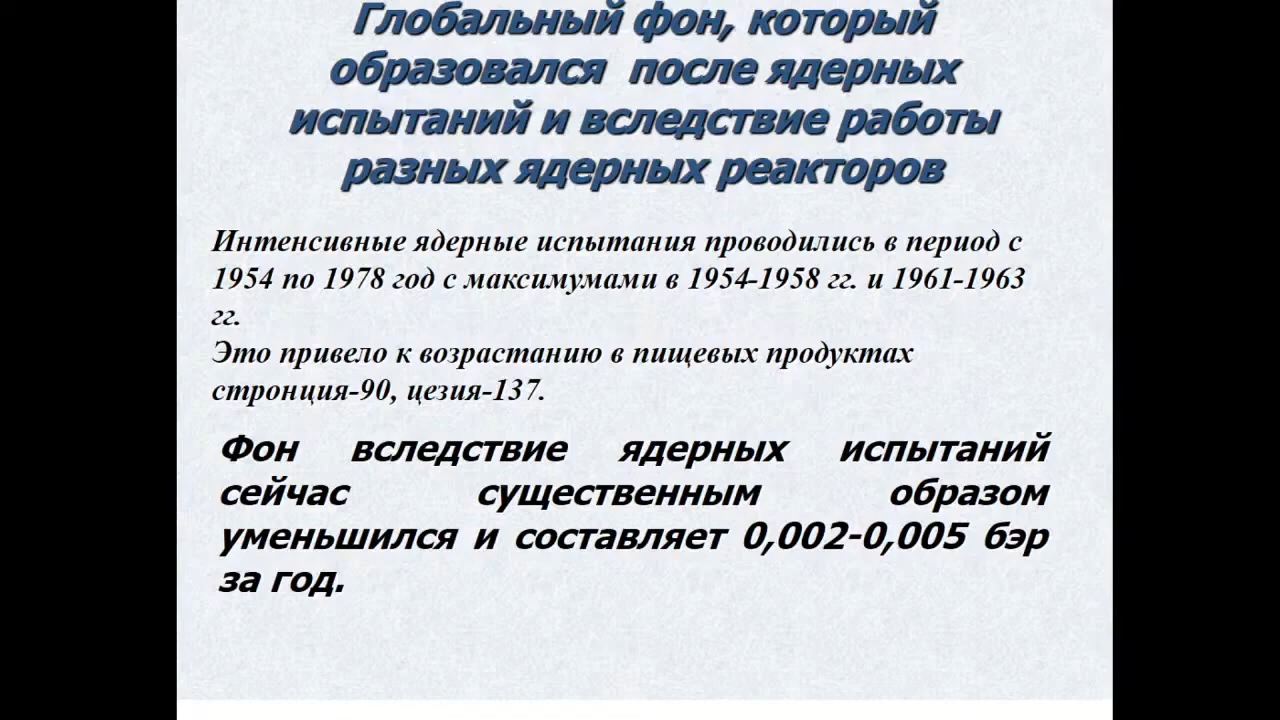 Глобальный фон, который
образовался после ядерных
испытаний и вследствие работы
разных ядерных реакторов
Интенсивные ядерные испытания проводились в период с
1954 по 1978 год с максимумами в 1954-1958 гг. и 1961-1963
гг.
Это привело к возрастанию в пищевых продуктах
стронция-90, цезия-137.
Фон вследствие ядерных испытаний
сейчас существенным образом
уменьшился и составляет 0,002-0,005 бэр
за год.